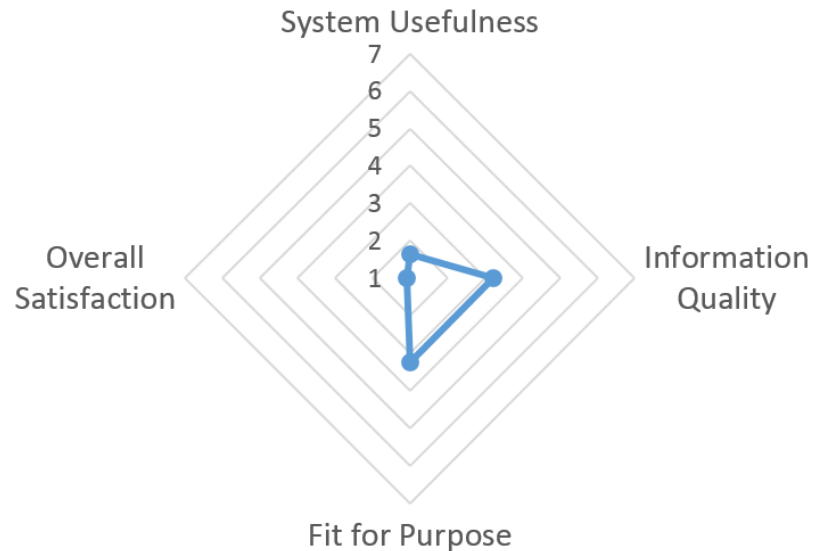 System Usefulness
7
6
5
4
3
2
1
Overall
Satisfaction
Information
Quality
Fit for Purpose